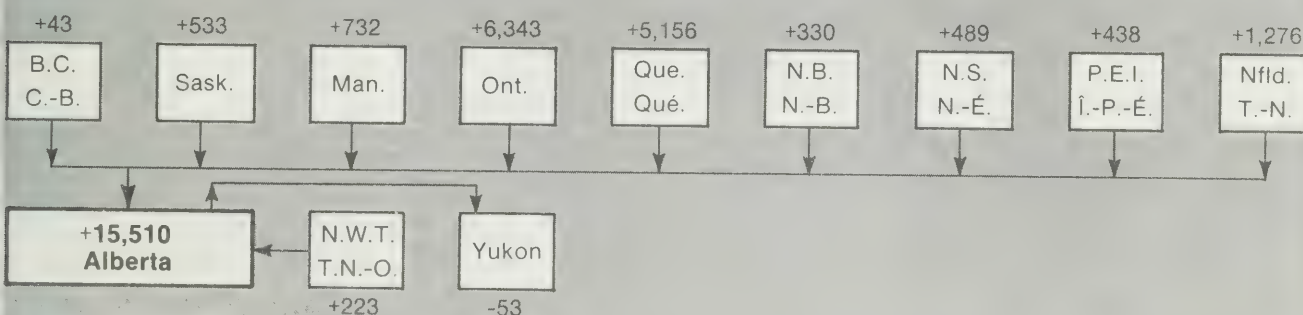 +43 +533 +732 +6,343 +5,156 +330 +489 +438 +1,276
B.C.
C.-B.
Sask.
Man.
Ont.
Que.
Qué.
N.B.
N.-B.
N.S.
N.-É.
P.E.I.
Î.-P.-É.
Nfld.
T.-N.
+15,510
Alberta
N.W.T.
T.N.-O.
Yukon
+223 -53